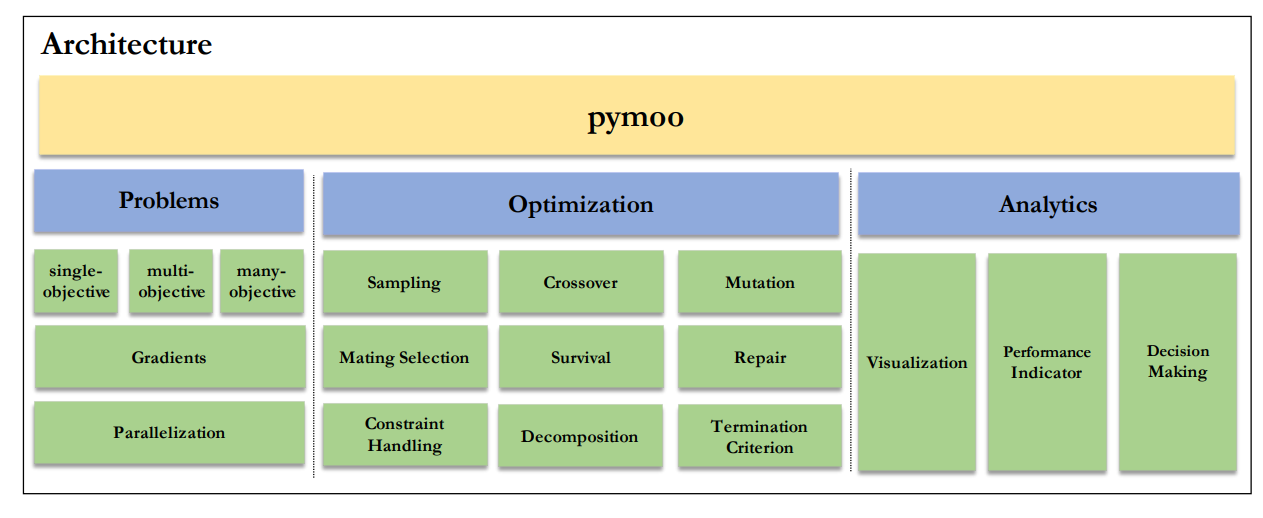 Architecture
pymoo
Problems
Optimization
Analytics
single-
objective
multi-
objective
many-
objective
Gradients
Parallelization
Sampling
Crossover
Mutation
Mating Selection
Survival
Repair
Constraint
Handling
Decomposition
Termination
Criterion
Visualization
Performance
Indicator
Decision
Making